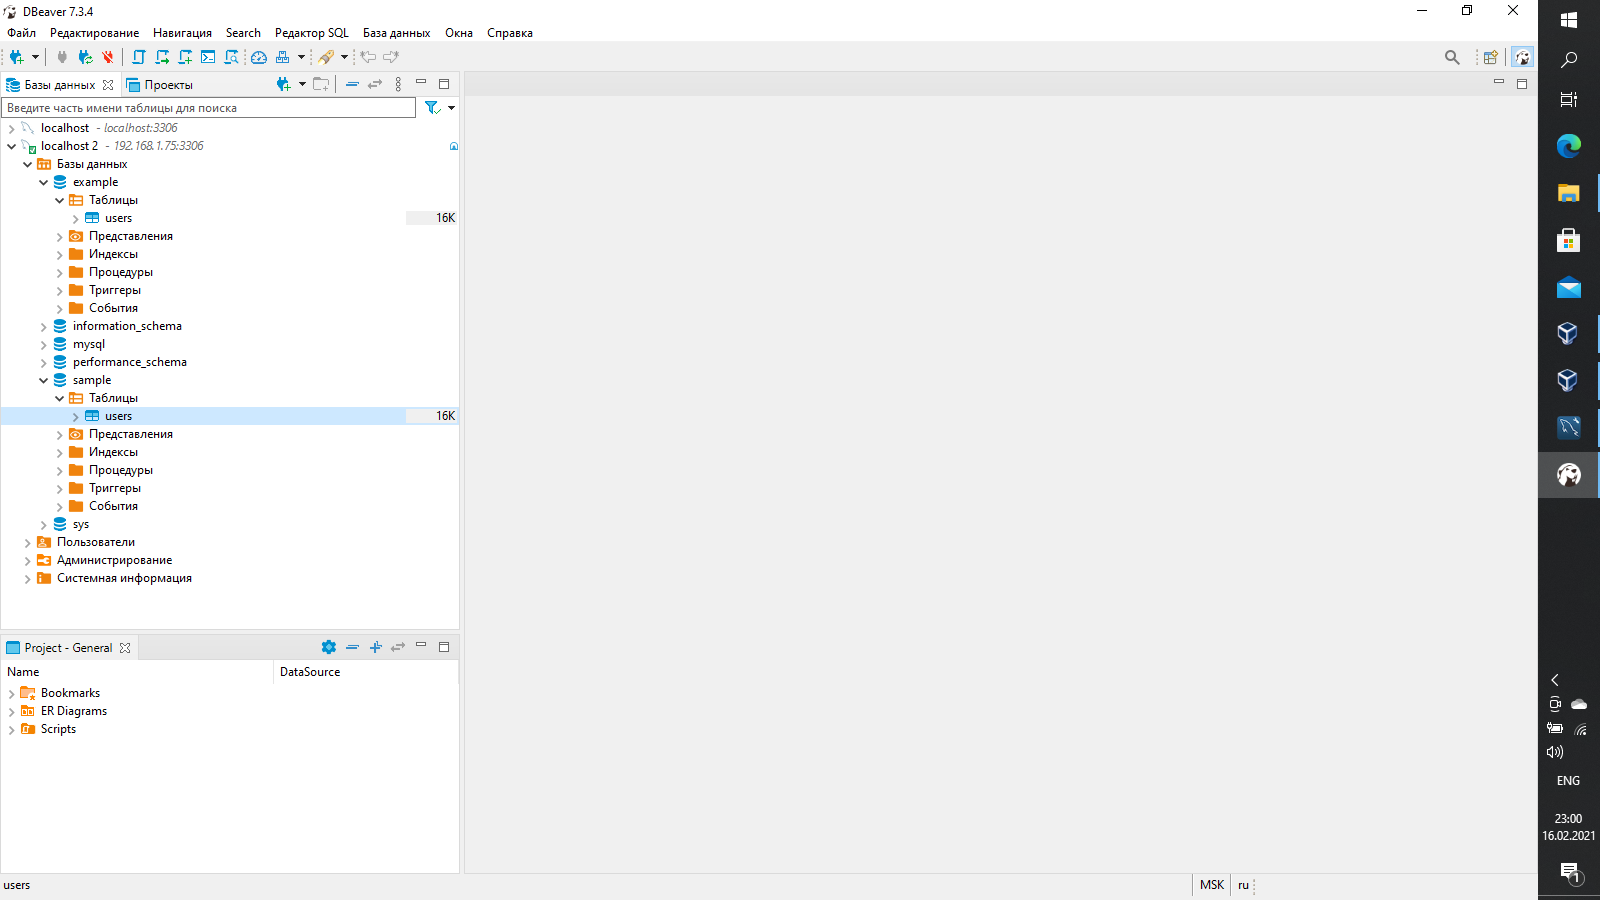 DBeaver 7.3.4
Файл Редактирование Навигация Search Редактор SQL База данных Окна Справка
Базы данных Проекты
Введите часть имени таблицы для поиска
localhost - localhost:3306
localhost 2 - 192.168.1.75:3306
Базы данных
example
Таблицы
users 16K
Представления
Индексы
Процедуры
Триггеры
События
information_schema
mysql
performance_schema
sample
Таблицы
users 16K
Представления
Индексы
Процедуры
Триггеры
События
sys
Пользователи
Администрирование
Системная информация
Project - General
Name DataSource
Bookmarks
ER Diagrams
Scripts
users MSK ru
ENG
23:00
16.02.2021
1